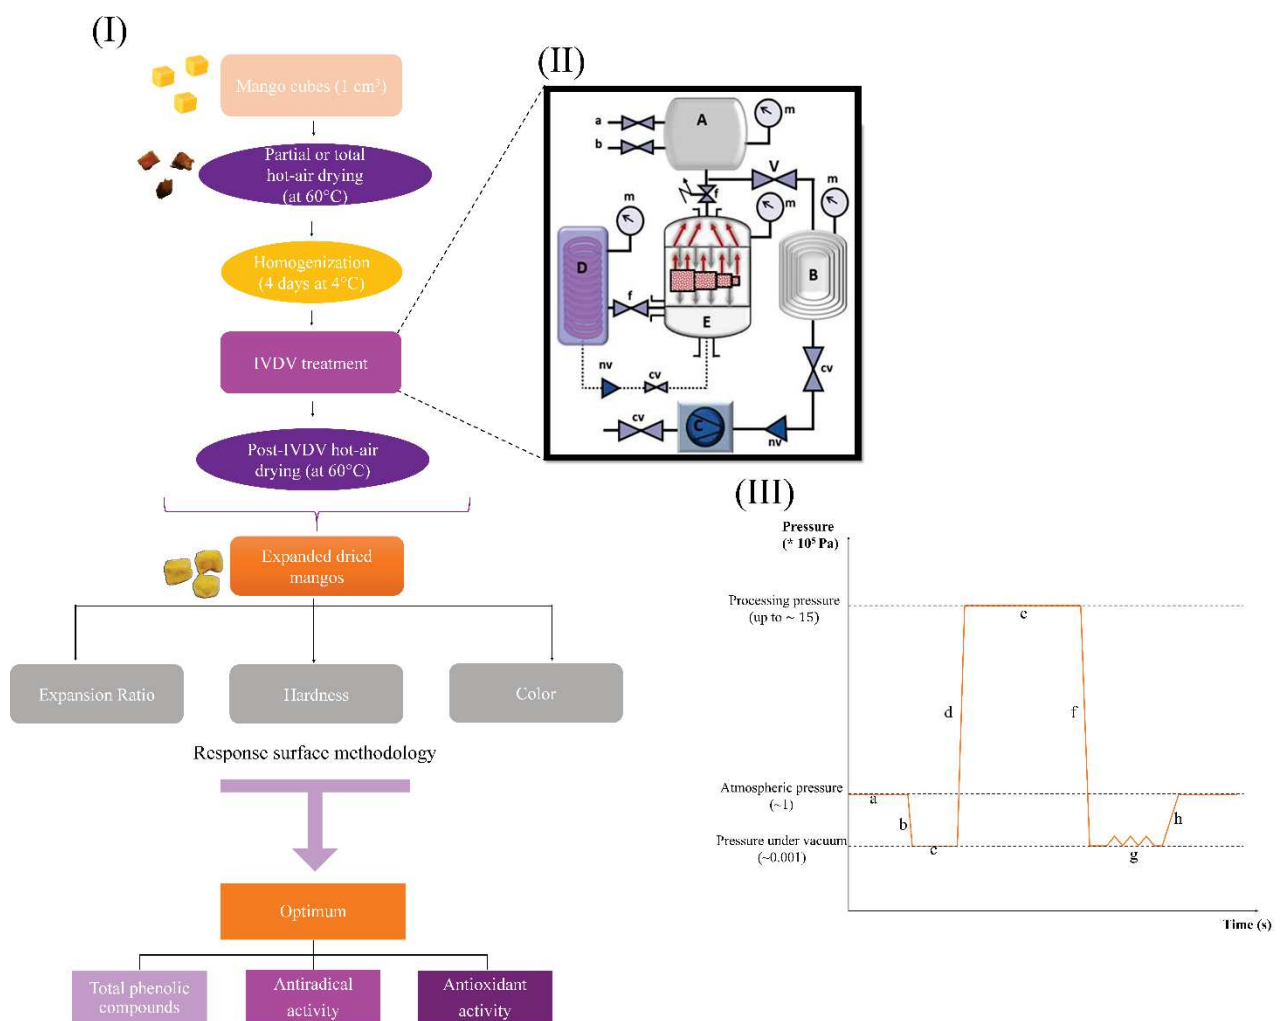 (I)
Mango cubes (1 cm³)
Partial or total
hot-air drying
(at 60°C)
Homogenization
(4 days at 4°C)
IVDV treatment
Post-IVDV hot-air
drying (at 60°C)
Expanded dried
mangos
Expansion Ratio
Hardness
Color
Response surface methodology
Optimum
Total phenolic
compounds
Antiradical
activity
Antioxidant
activity
(II)
A
m
a
b
V
f
m
m
m
D
B
f
E
nv
cv
cv
cv
C
nv
(III)
Pressure
(* 10⁵ Pa)
Processing pressure
(up to ~ 15)
e
d
f
Atmospheric pressure
(~1)
a
b
h
Pressure under vacuum
(~0.001)
c
g
Time (s)